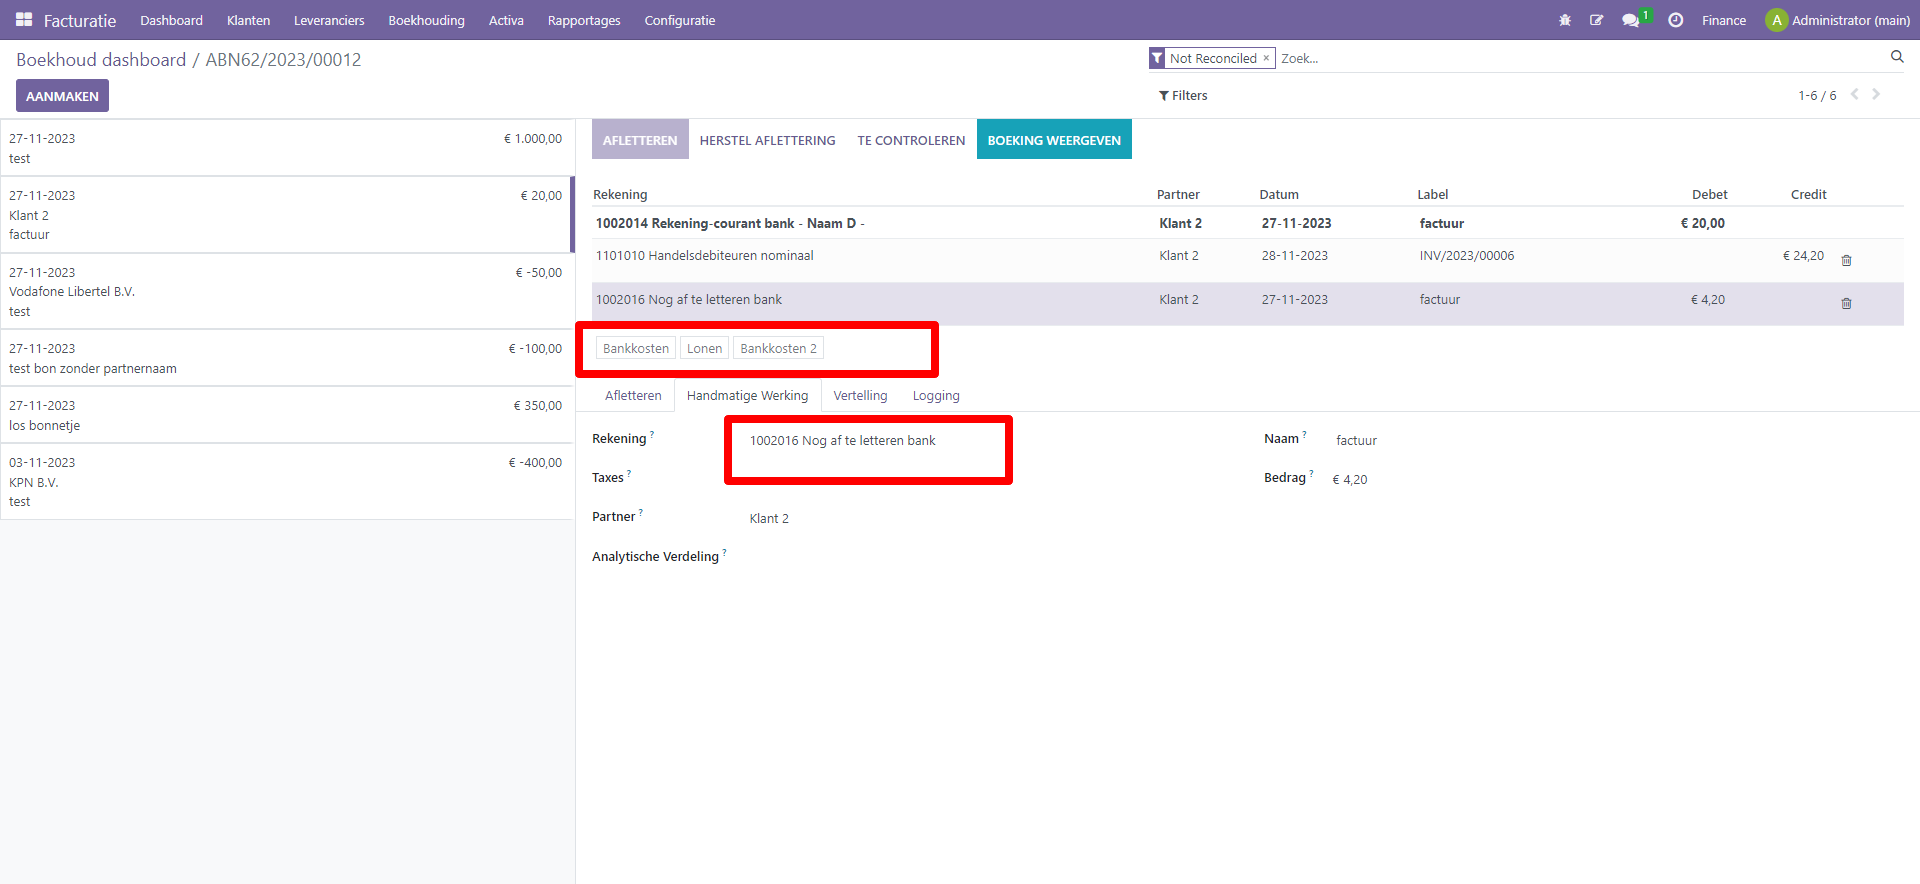 Facturatie Dashboard Klanten Leveranciers Boekhouding Activa Rapportages Configuratie 1 Finance A Administrator (main)
Boekhoud dashboard / ABN62/2023/00012
Not Reconciled × Zoek...
AANMAKEN
Filters
1-6 / 6
27-11-2023 € 1.000,00
test
27-11-2023 € 20,00
Klant 2
factuur
27-11-2023 € -50,00
Vodafone Libertel B.V.
test
27-11-2023 € -100,00
test bon zonder partnernaam
27-11-2023 € 350,00
los bonnetje
03-11-2023 € -400,00
KPN B.V.
test
AFLETTEREN HERSTEL AFLETTERING TE CONTROLEREN BOEKING WEERGEVEN
Rekening Partner Datum Label Debet Credit
1002014 Rekening-courant bank - Naam D - Klant 2 27-11-2023 factuur € 20,00
1101010 Handelsdebiteuren nominaal Klant 2 28-11-2023 INV/2023/00006 € 24,20
1002016 Nog af te letteren bank Klant 2 27-11-2023 factuur € 4,20
Bankkosten Lonen Bankkosten 2
Afletteren Handmatige Werking Vertelling Logging
Rekening ? 1002016 Nog af te letteren bank
Naam ? factuur
Taxes ?
Bedrag ? € 4,20
Partner ? Klant 2
Analytische Verdeling ?